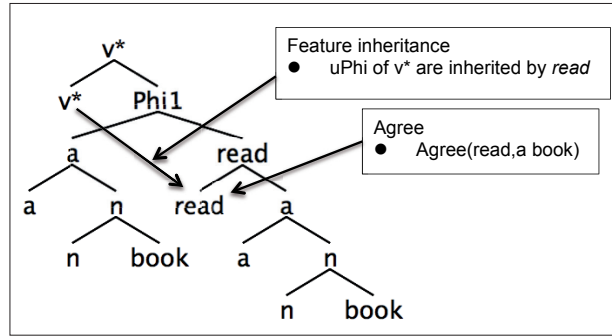 v*
v* Phi1
a read
a n read a
n book a n
n book
Feature inheritance
● uPhi of v* are inherited by read
Agree
● Agree(read,a book)